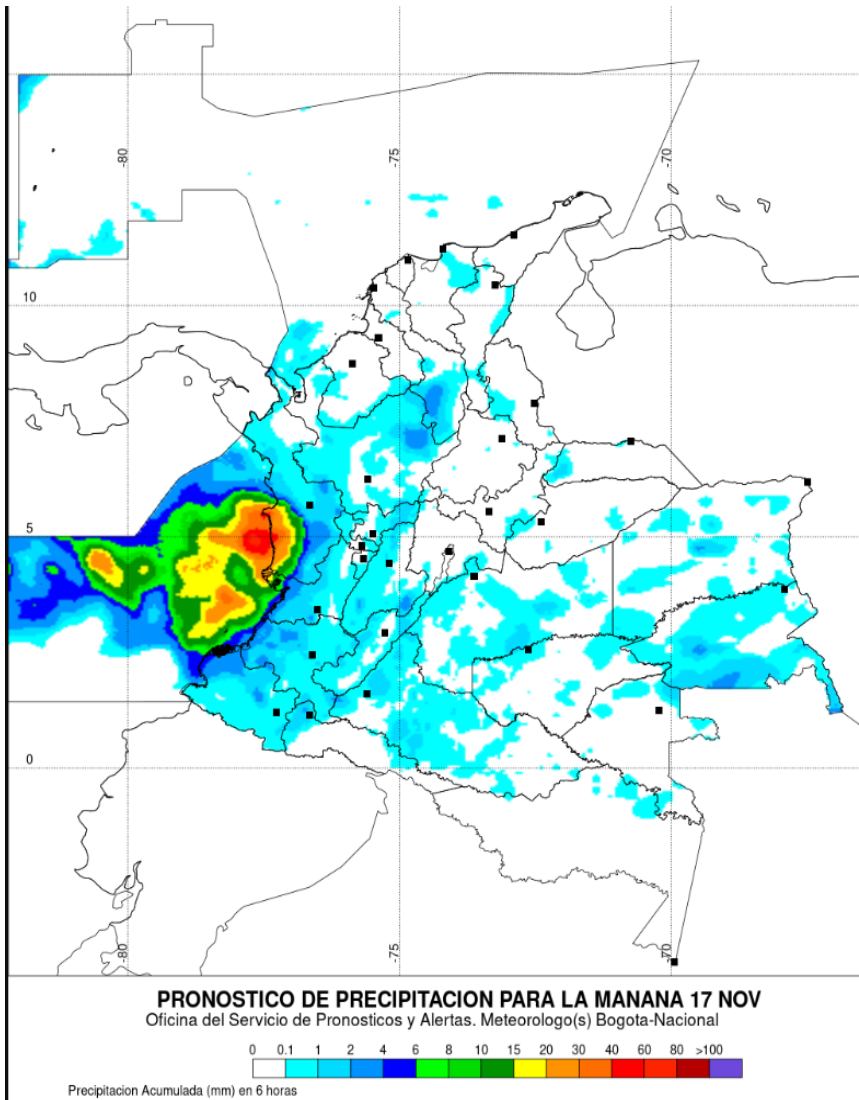 -80
-75
-70
10
5
0
-80
-75
-70
PRONOSTICO DE PRECIPITACION PARA LA MANANA 17 NOV
Oficina del Servicio de Pronosticos y Alertas. Meteorologo(s) Bogota-Nacional
0 0.1 1 2 4 6 8 10 15 20 30 40 60 80 >100
Precipitacion Acumulada (mm) en 6 horas